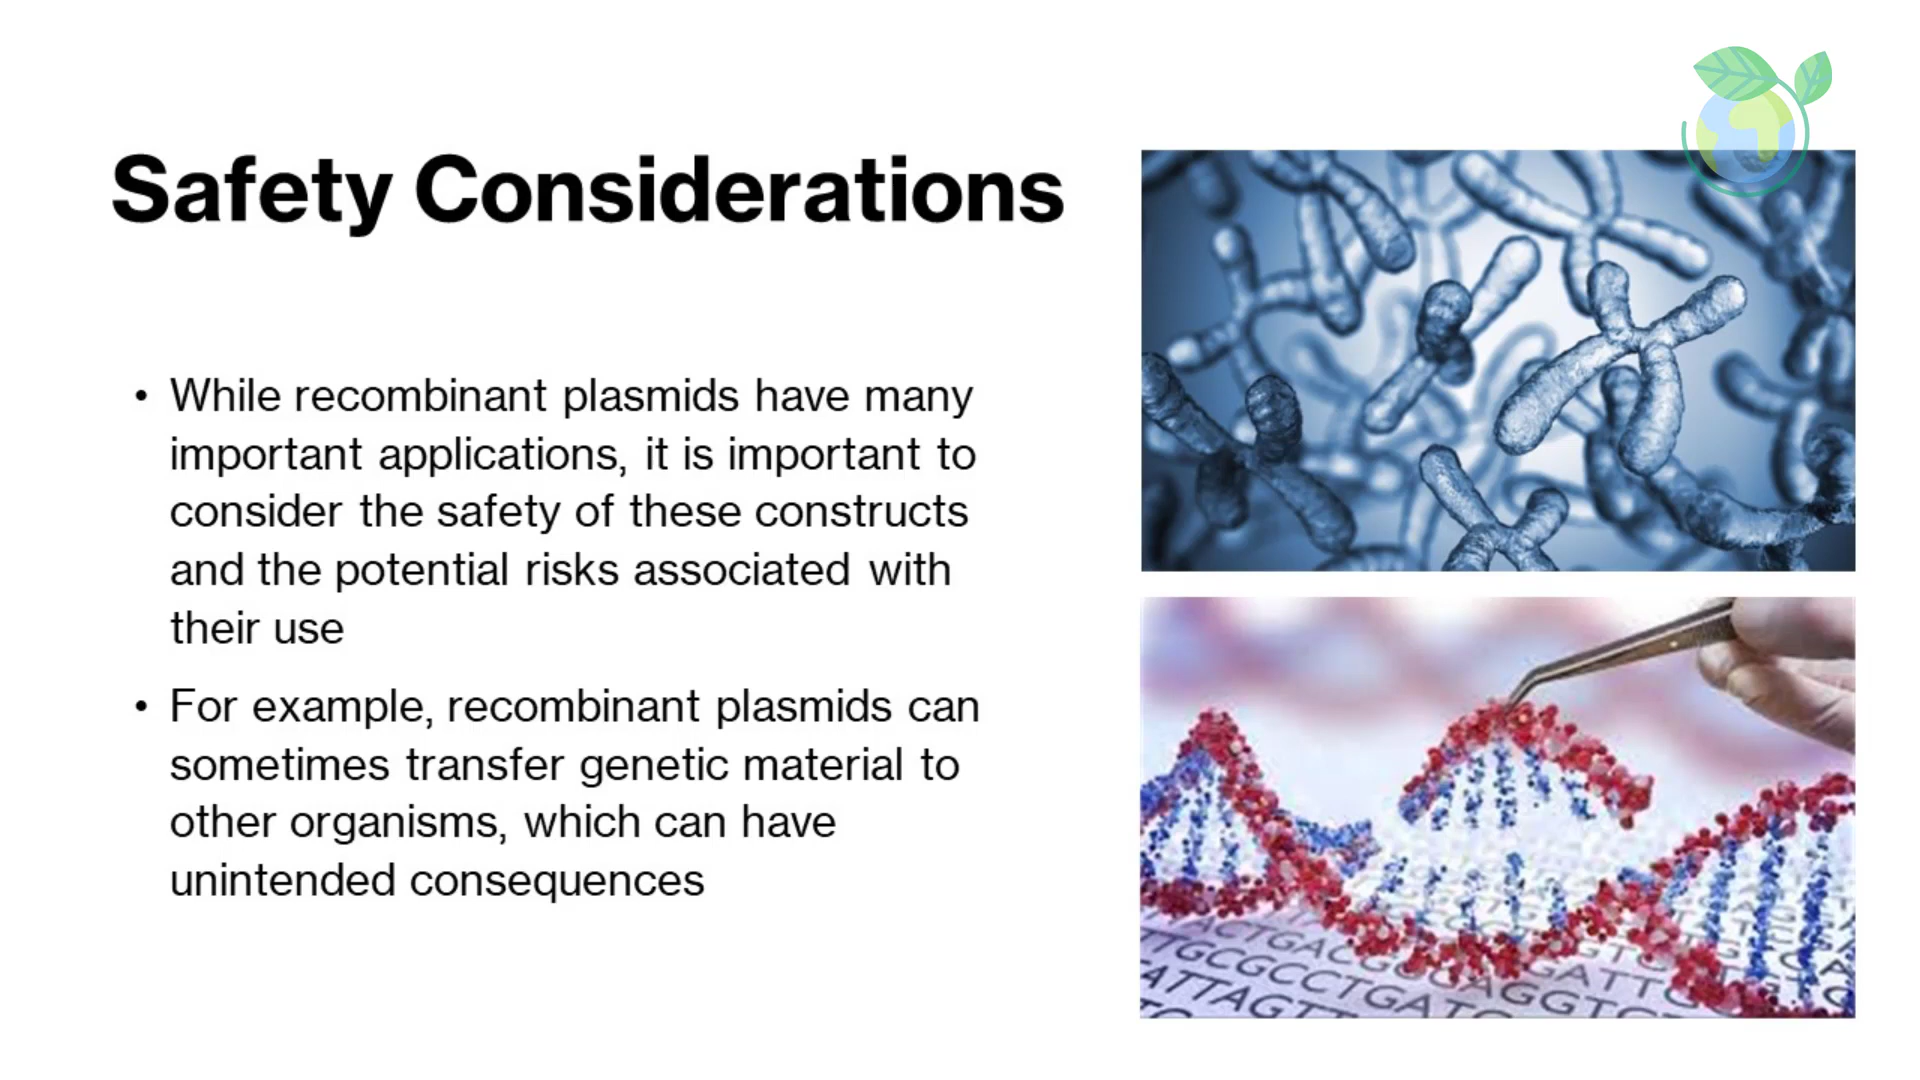 Safety Considerations
• While recombinant plasmids have many
important applications, it is important to
consider the safety of these constructs
and the potential risks associated with
their use
• For example, recombinant plasmids can
sometimes transfer genetic material to
other organisms, which can have
unintended consequences